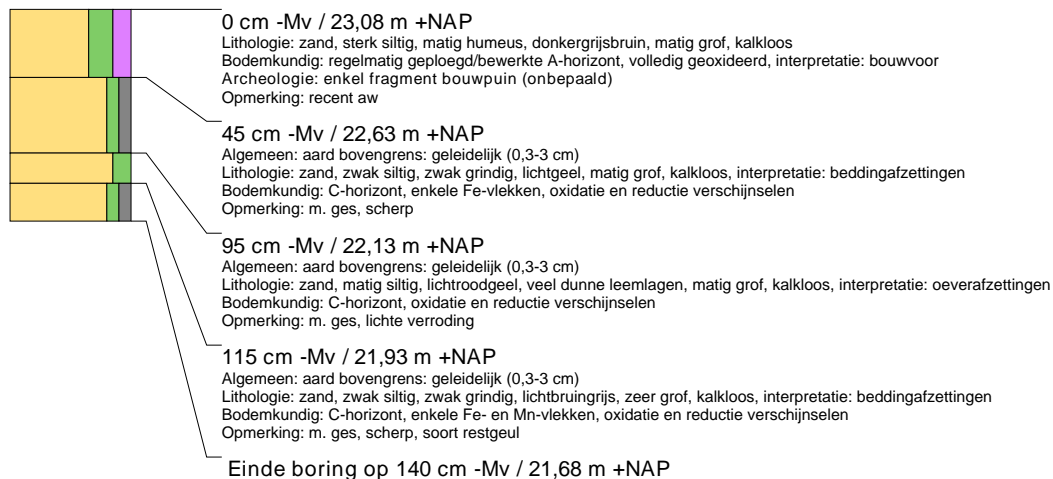 0 cm -Mv / 23,08 m +NAP
Lithologie: zand, sterk siltig, matig humeus, donkergrijsbruin, matig grof, kalkloos
Bodemkundig: regelmatig geploegd/bewerkte A-horizont, volledig geoxideerd, interpretatie: bouwvoor
Archeologie: enkel fragment bouwpuin (onbepaald)
Opmerking: recent aw
45 cm -Mv / 22,63 m +NAP
Algemeen: aard bovengrens: geleidelijk (0,3-3 cm)
Lithologie: zand, zwak siltig, zwak grindig, lichtgeel, matig grof, kalkloos, interpretatie: beddingafzettingen
Bodemkundig: C-horizont, enkele Fe-vlekken, oxidatie en reductie verschijnselen
Opmerking: m. ges, scherp
95 cm -Mv / 22,13 m +NAP
Algemeen: aard bovengrens: geleidelijk (0,3-3 cm)
Lithologie: zand, matig siltig, lichtroodgeel, veel dunne leemlagen, matig grof, kalkloos, interpretatie: oeverafzettingen
Bodemkundig: C-horizont, oxidatie en reductie verschijnselen
Opmerking: m. ges, lichte verroding
115 cm -Mv / 21,93 m +NAP
Algemeen: aard bovengrens: geleidelijk (0,3-3 cm)
Lithologie: zand, zwak siltig, zwak grindig, lichtbruingrijs, zeer grof, kalkloos, interpretatie: beddingafzettingen
Bodemkundig: C-horizont, enkele Fe- en Mn-vlekken, oxidatie en reductie verschijnselen
Opmerking: m. ges, scherp, soort restgeul
Einde boring op 140 cm -Mv / 21,68 m +NAP